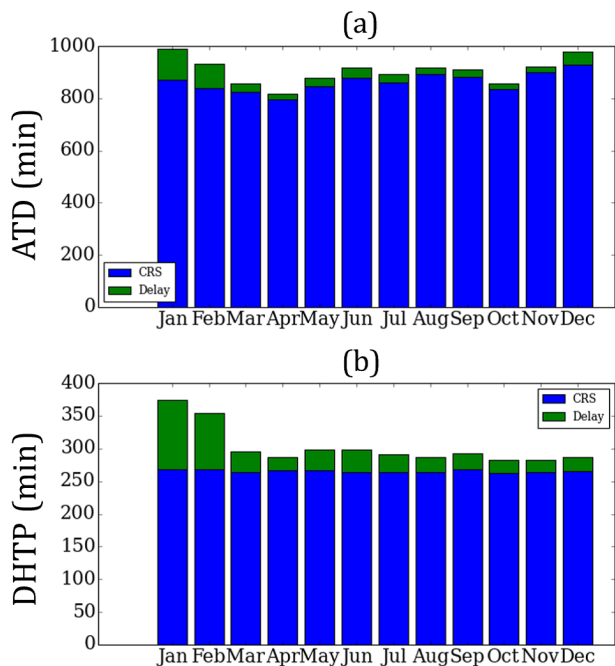 (a)
1000
800
600
400
200
0
ATD (min)
CRS
Delay
Jan Feb Mar Apr May Jun Jul Aug Sep Oct Nov Dec
(b)
400
350
300
250
200
150
100
50
0
DHTP (min)
CRS
Delay
Jan Feb Mar Apr May Jun Jul Aug Sep Oct Nov Dec